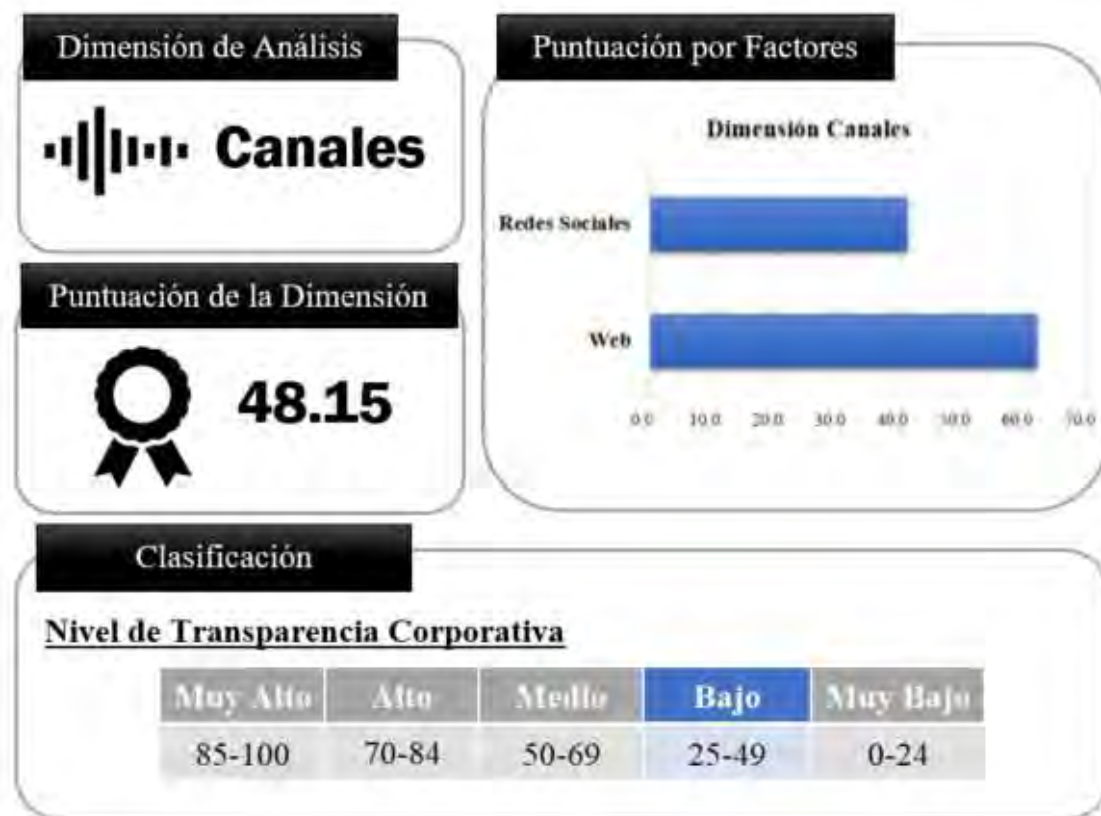 Dimensión de Análisis
Canales
Puntuación de la Dimensión
48.15
Puntuación por Factores
Dimensión Canales
Redes Sociales
Web
0.0 10.0 20.0 30.0 40.0 50.0 60.0 70.0
Clasificación
Nivel de Transparencia Corporativa
Muy Alto Alto Medio Bajo Muy Bajo
85-100 70-84 50-69 25-49 0-24